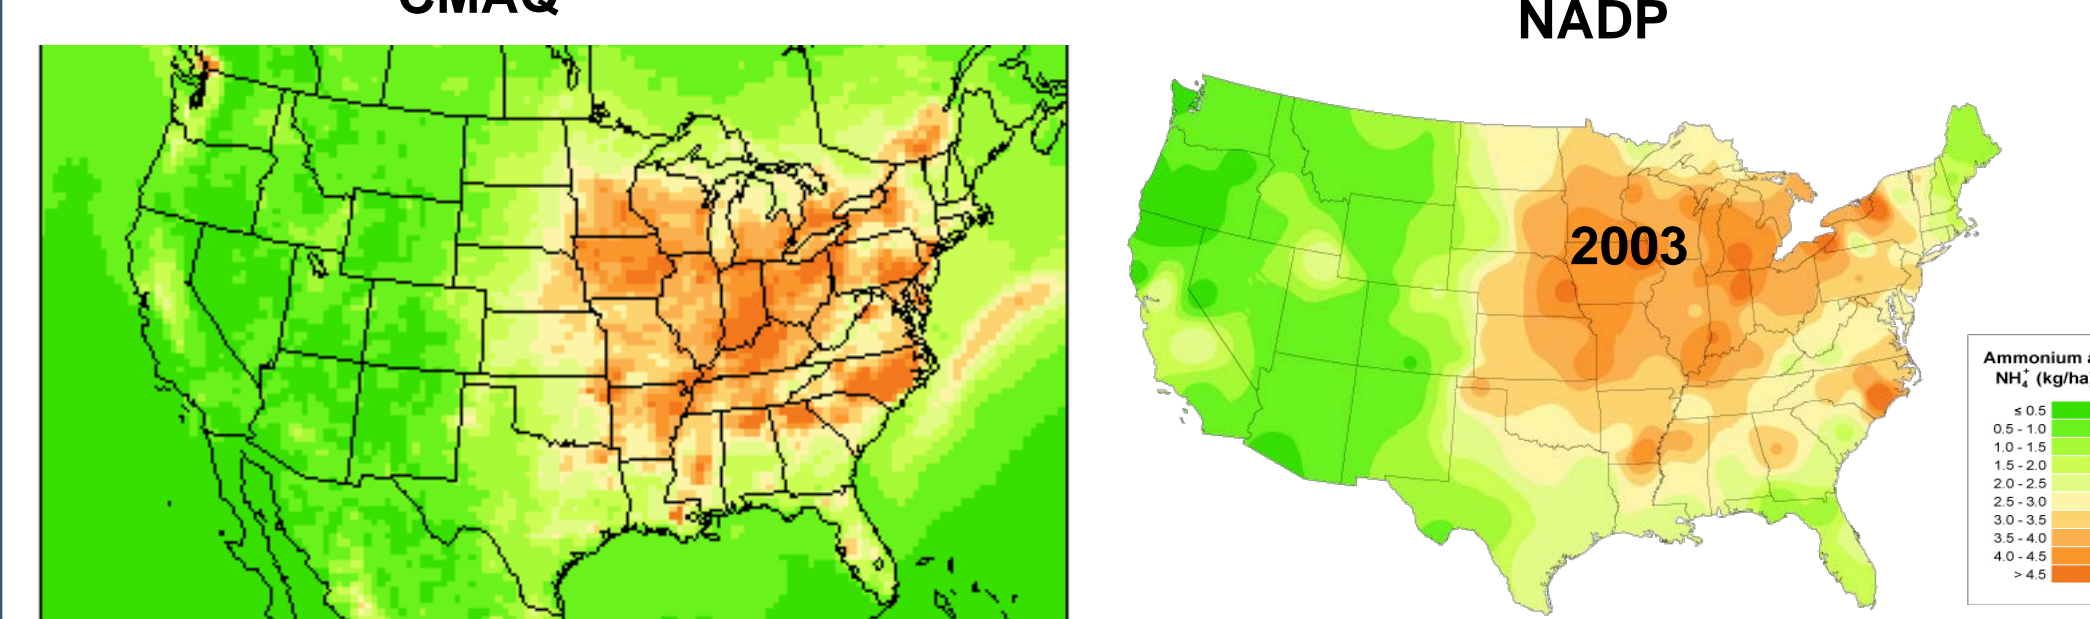 CMAQ
NADP
2003
Ammonium a
NH₄⁺ (kg/ha)
≤ 0.5
0.5 - 1.0
1.0 - 1.5
1.5 - 2.0
2.0 - 2.5
2.5 - 3.0
3.0 - 3.5
3.5 - 4.0
4.0 - 4.5
> 4.5